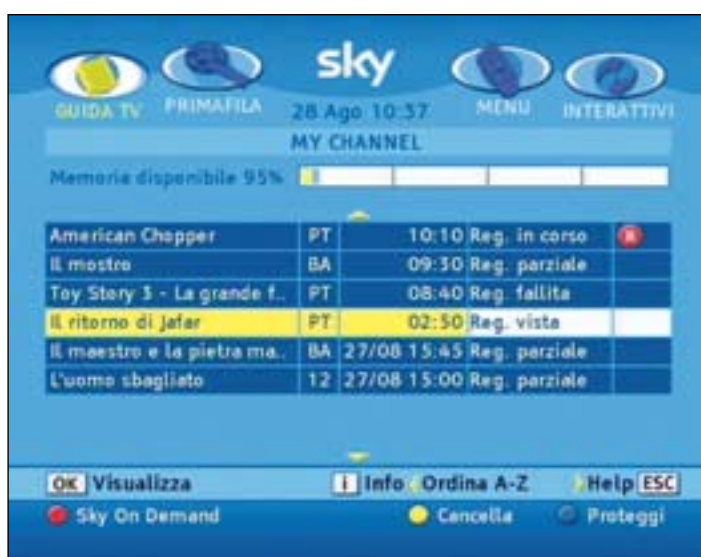 sky
GUIDA TV PRIMAFILA 28 Ago 10:37 MENU INTERATTIVI
MY CHANNEL
Memoria disponibile 95%
American Chopper PT 10:10 Reg. in corso R
Il mostro BA 09:30 Reg. parziale
Toy Story 3 - La grande f.. PT 08:40 Reg. fallita
Il ritorno di Jafar PT 02:50 Reg. vista
Il maestro e la pietra ma.. BA 27/08 15:45 Reg. parziale
L'uomo sbagliato 12 27/08 15:00 Reg. parziale
OK Visualizza i Info Ordina A-Z Help ESC
Sky On Demand Cancella Proteggi